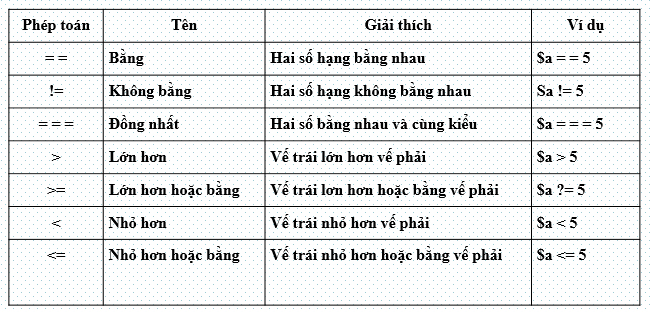 Phép toán Tên Giải thích Ví dụ
= = Bằng Hai số hạng bằng nhau $a = = 5
!= Không bằng Hai số hạng không bằng nhau $a != 5
= = = Đồng nhất Hai số bằng nhau và cùng kiểu $a = = = 5
> Lớn hơn Vế trái lớn hơn vế phải $a > 5
>= Lớn hơn hoặc bằng Vế trái lơn hơn hoặc bằng vế phải $a ?= 5
< Nhỏ hơn Vế trái nhỏ hơn vế phải $a < 5
<= Nhỏ hơn hoặc bằng Vế trái nhỏ hơn hoặc bằng vế phải $a <= 5